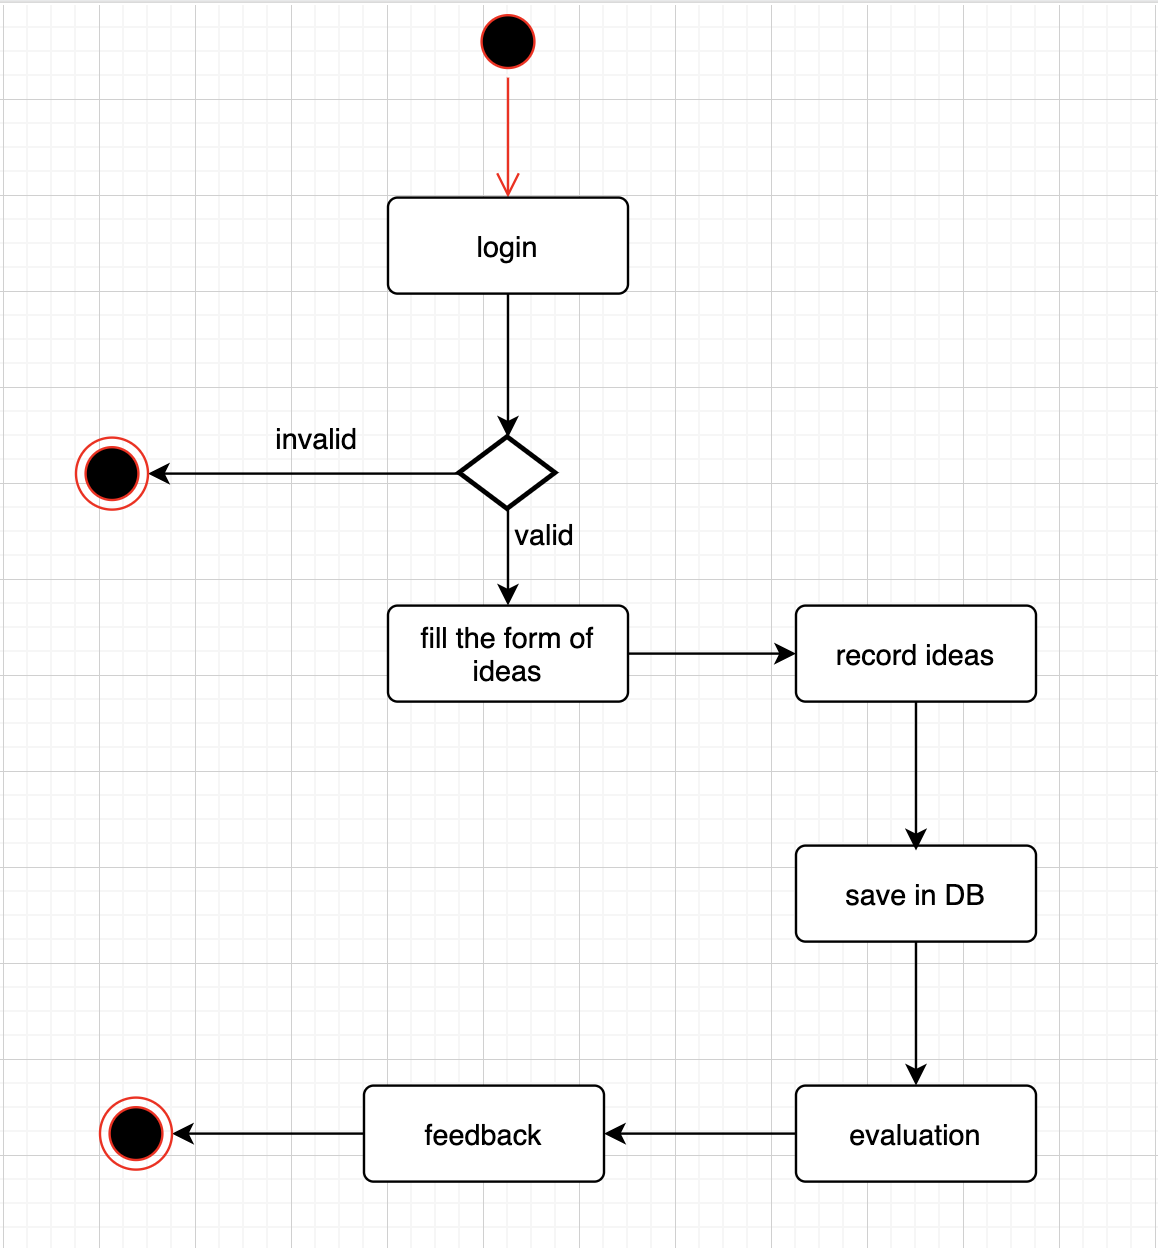 login
invalid
valid
fill the form of
ideas
record ideas
save in DB
feedback
evaluation